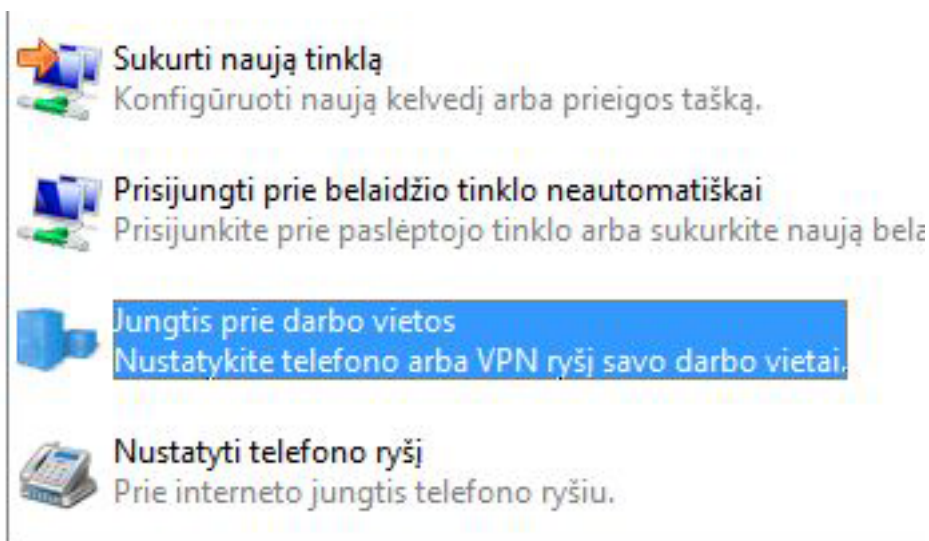 Sukurti naują tinklą
Konfigūruoti naują kelvedį arba prieigos tašką.
Prisijungti prie belaidžio tinklo neautomatiškai
Prisijunkite prie paslėptojo tinklo arba sukurkite naują bela
Jungtis prie darbo vietos
Nustatykite telefono arba VPN ryšį savo darbo vietai.
Nustatyti telefono ryšį
Prie interneto jungtis telefono ryšiu.